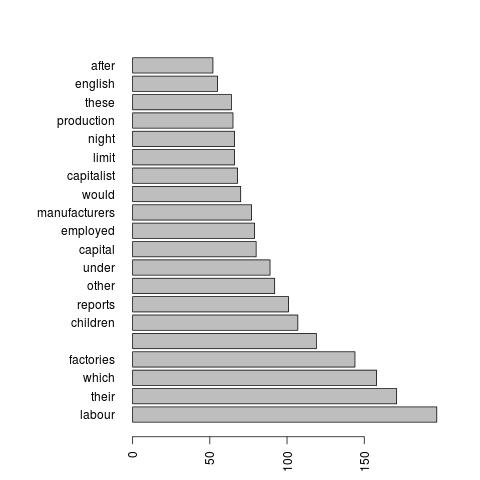 after
english
these
production
night
limit
capitalist
would
manufacturers
employed
capital
under
other
reports
children
factories
which
their
labour
0
50
100
150